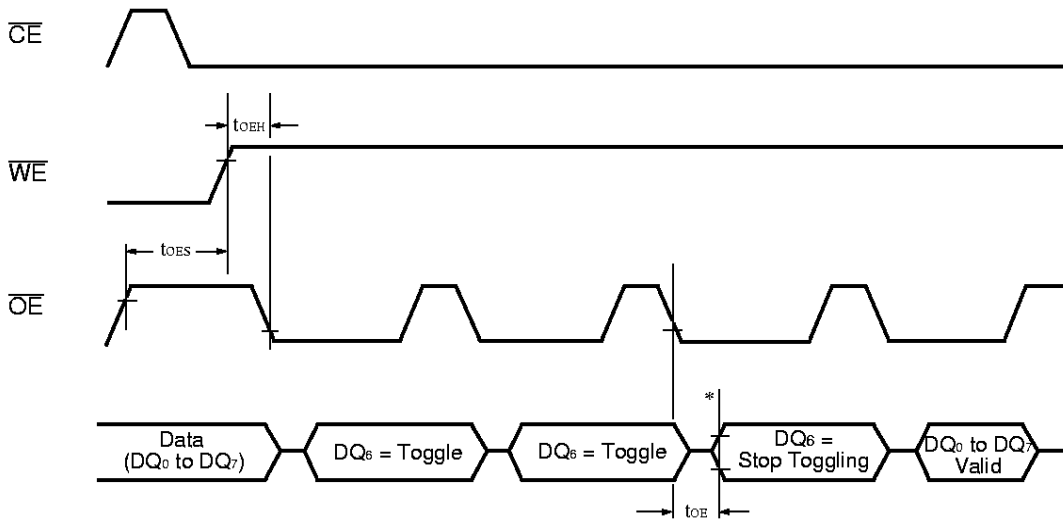 CE
tOEH
WE
tOES
OE
*
Data
(DQ0 to DQ7)
DQ6 = Toggle
DQ6 = Toggle
DQ6 =
Stop Toggling
DQ0 to DQ7
Valid
tOE